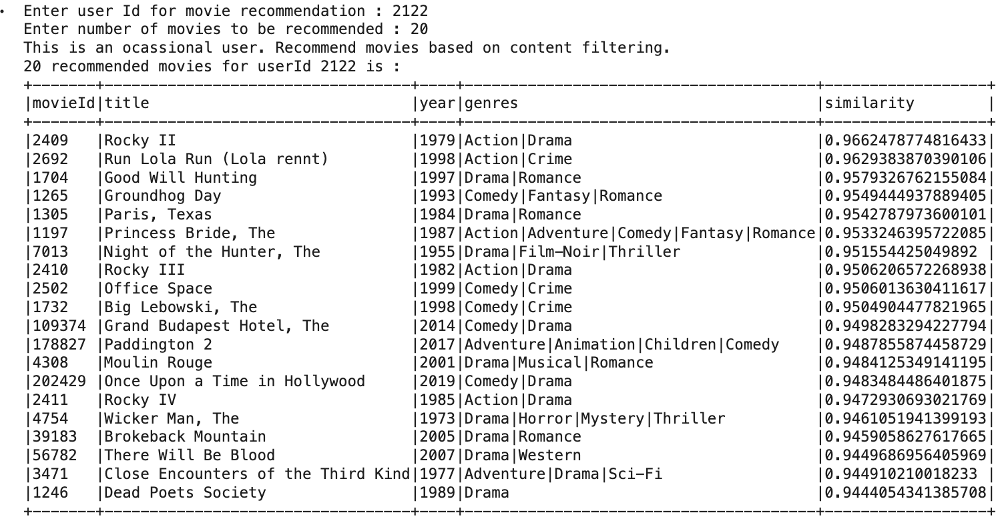 • Enter user Id for movie recommendation : 2122
Enter number of movies to be recommended : 20
This is an ocassional user. Recommend movies based on content filtering.
20 recommended movies for userId 2122 is :
+-------+----------------------------------+----+---------------------------------------+------------------+
|movieId|title                             |year|genres                                 |similarity        |
+-------+----------------------------------+----+---------------------------------------+------------------+
|2409   |Rocky II                          |1979|Action|Drama                           |0.9662478774816433|
|2692   |Run Lola Run (Lola rennt)         |1998|Action|Crime                           |0.9629383870390106|
|1704   |Good Will Hunting                 |1997|Drama|Romance                          |0.9579326762155084|
|1265   |Groundhog Day                     |1993|Comedy|Fantasy|Romance                 |0.9549444937889405|
|1305   |Paris, Texas                      |1984|Drama|Romance                          |0.9542787973600101|
|1197   |Princess Bride, The               |1987|Action|Adventure|Comedy|Fantasy|Romance|0.9533246395722085|
|7013   |Night of the Hunter, The          |1955|Drama|Film-Noir|Thriller               |0.951554425049892 |
|2410   |Rocky III                         |1982|Action|Drama                           |0.9506206572268938|
|2502   |Office Space                      |1999|Comedy|Crime                           |0.9506013630411617|
|1732   |Big Lebowski, The                 |1998|Comedy|Crime                           |0.9504904477821965|
|109374 |Grand Budapest Hotel, The         |2014|Comedy|Drama                           |0.9498283294227794|
|178827 |Paddington 2                      |2017|Adventure|Animation|Children|Comedy    |0.9487855874458729|
|4308   |Moulin Rouge                      |2001|Drama|Musical|Romance                  |0.9484125349141195|
|202429 |Once Upon a Time in Hollywood     |2019|Comedy|Drama                           |0.9483484486401875|
|2411   |Rocky IV                          |1985|Action|Drama                           |0.9472930693021769|
|4754   |Wicker Man, The                   |1973|Drama|Horror|Mystery|Thriller          |0.9461051941399193|
|39183  |Brokeback Mountain                |2005|Drama|Romance                          |0.9459058627617665|
|56782  |There Will Be Blood               |2007|Drama|Western                          |0.9449686956405969|
|3471   |Close Encounters of the Third Kind|1977|Adventure|Drama|Sci-Fi                 |0.944910210018233 |
|1246   |Dead Poets Society                |1989|Drama                                  |0.9444054341385708|
+-------+----------------------------------+----+---------------------------------------+------------------+